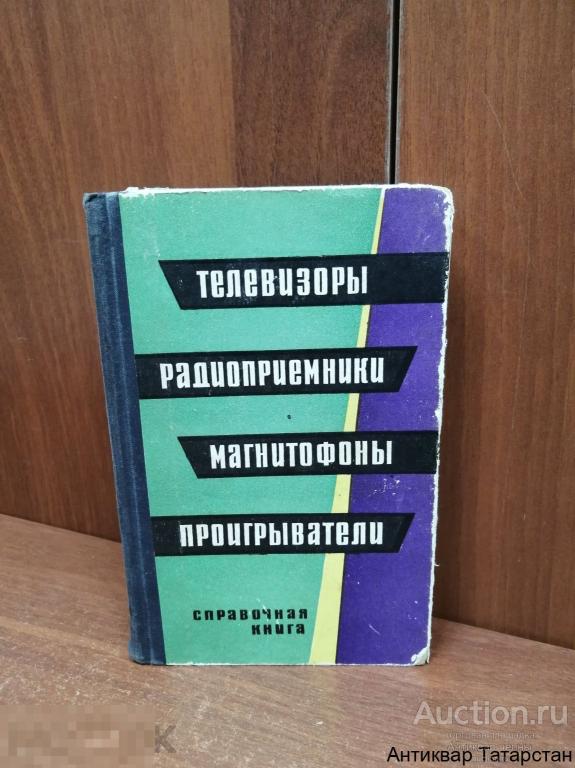 ТЕЛЕВИЗОРЫ
РАДИОПРИЕМНИКИ
МАГНИТОФОНЫ
ПРОИГРЫВАТЕЛИ
СПРАВОЧНАЯ
КНИГА
Auction.ru
Антиквар Татарстан